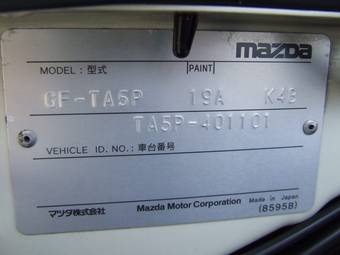 mazda
MODEL: 型式 PAINT
GF-TA5P 19A K4B
TA5P-401101
VEHICLE ID. NO.: 車台番号
マツダ株式会社 Mazda Motor Corporation Made in Japan
(8595B)